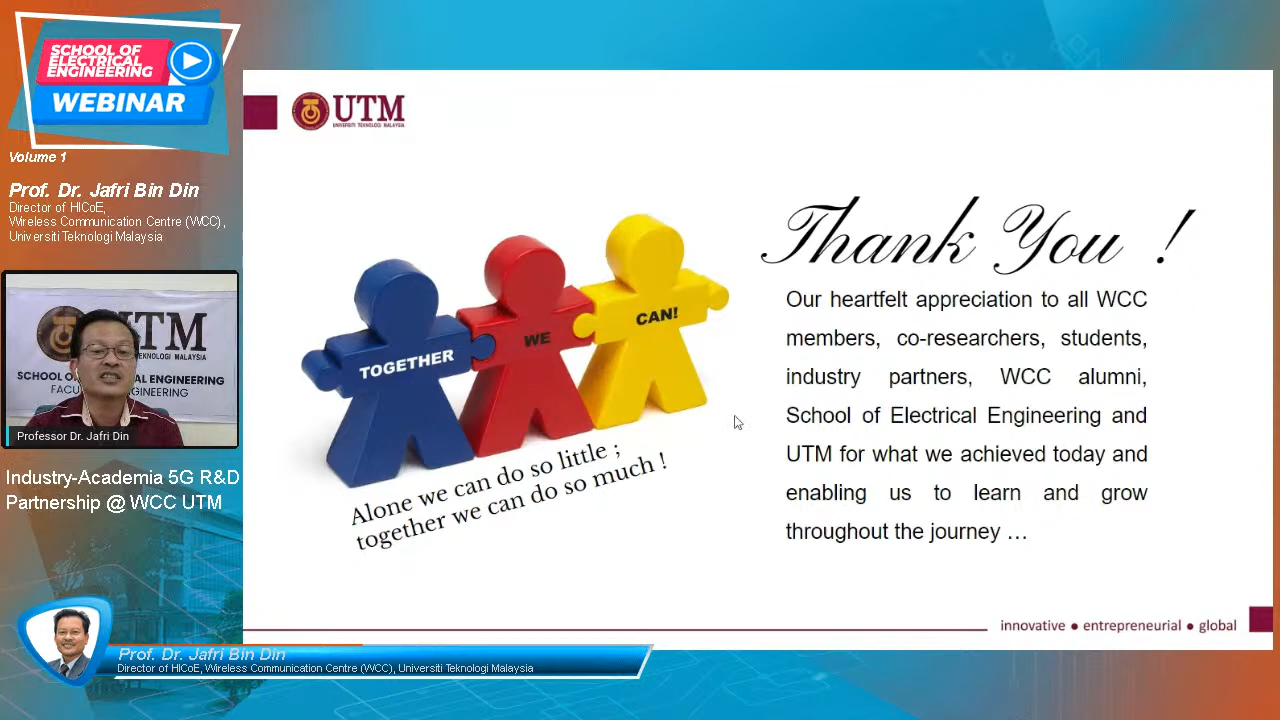 SCHOOL OF
ELECTRICAL
ENGINEERING
WEBINAR
Volume 1
Prof. Dr. Jafri Bin Din
Director of HICoE,
Wireless Communication Centre (WCC),
Universiti Teknologi Malaysia
UTM
TEKNOLOGI MALAYSIA
SCHOOL OF ENGINEERING
ENGINEERING
Professor Dr. Jafri Din
Industry-Academia 5G R&D
Partnership @ WCC UTM
UTM
UNIVERSITI TEKNOLOGI MALAYSIA
TOGETHER
WE
CAN!
Alone we can do so little ;
together we can do so much !
Thank You !
Our heartfelt appreciation to all WCC
members, co-researchers, students,
industry partners, WCC alumni,
School of Electrical Engineering and
UTM for what we achieved today and
enabling us to learn and grow
throughout the journey …
innovative ● entrepreneurial ● global
Prof. Dr. Jafri Bin Din
Director of HICoE, Wireless Communication Centre (WCC), Universiti Teknologi Malaysia